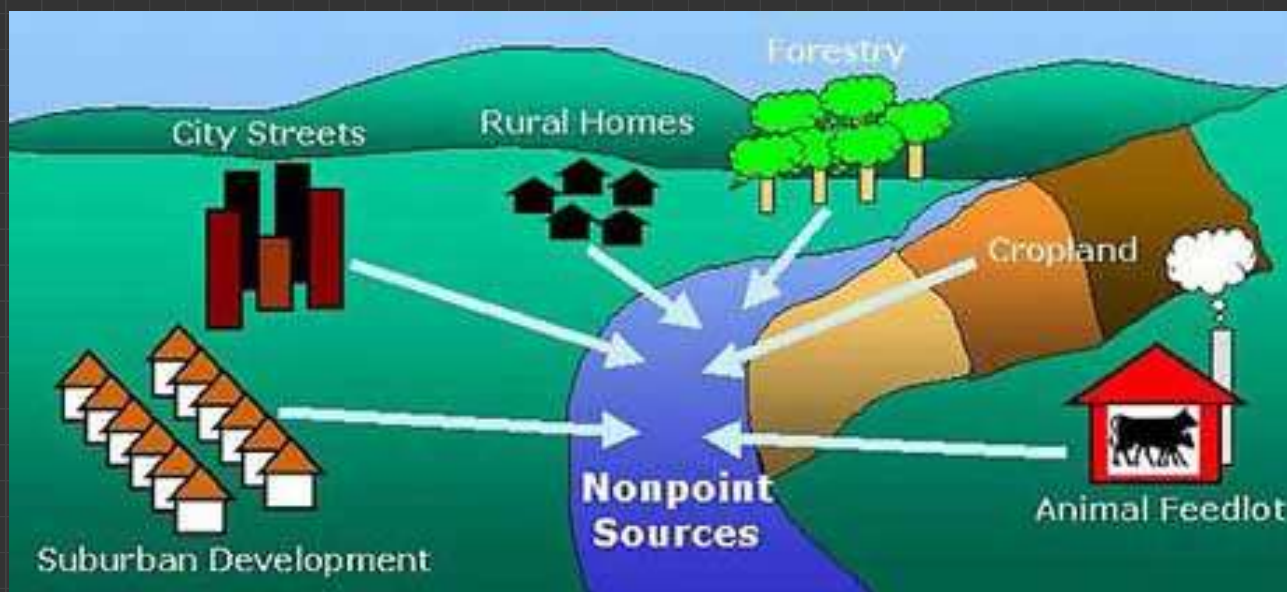 Forestry
City Streets
Rural Homes
Cropland
Nonpoint
Sources
Animal Feedlot
Suburban Development